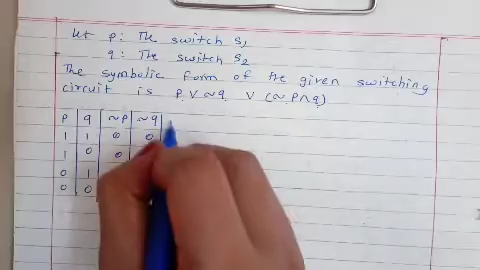 Let p: The switch S1
q: The switch S2
The symbolic form of the given switching
circuit is p ∨ ~q ∨ (~p∧q)
p q ~p ~q
1 1 0 0
1 0 0
0 1
0 0